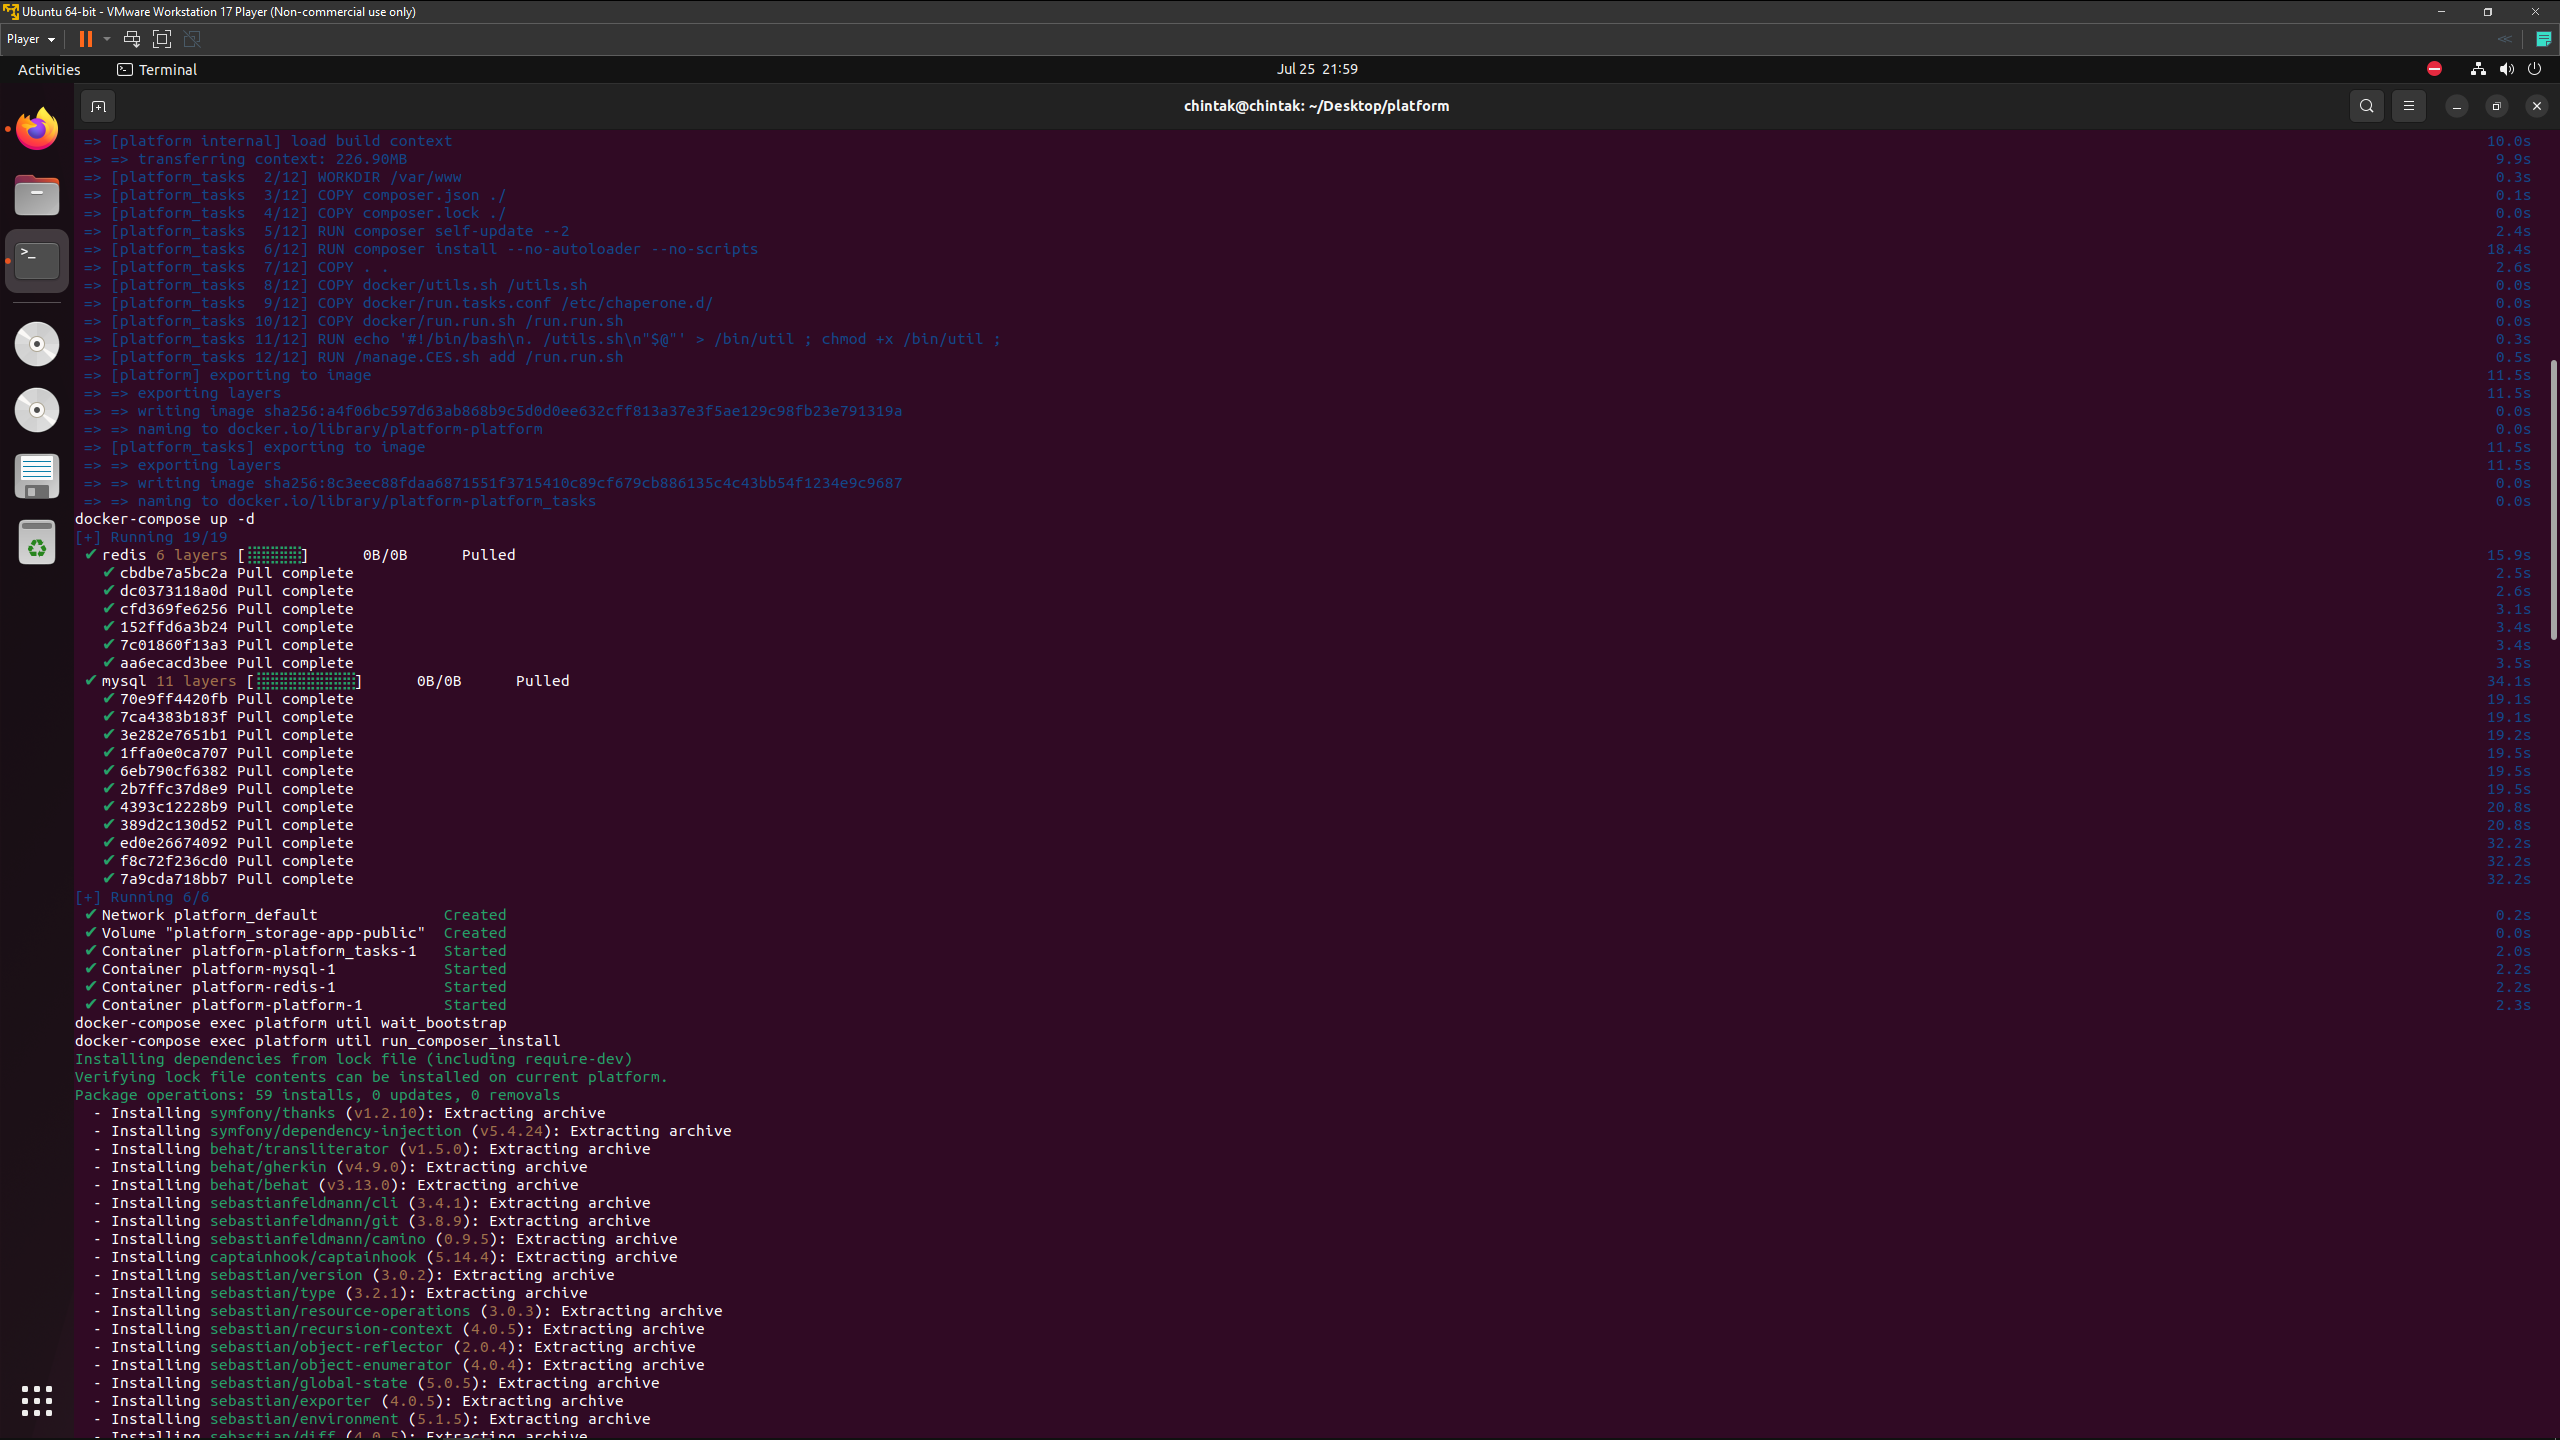 Ubuntu 64-bit - VMware Workstation 17 Player (Non-commercial use only)
Player
Activities
Terminal
Jul 25 21:59
chintak@chintak: ~/Desktop/platform
=> [platform internal] load build context 10.0s
=> => transferring context: 226.90MB 9.9s
=> [platform_tasks  2/12] WORKDIR /var/www 0.3s
=> [platform_tasks  3/12] COPY composer.json ./ 0.1s
=> [platform_tasks  4/12] COPY composer.lock ./ 0.0s
=> [platform_tasks  5/12] RUN composer self-update --2 2.4s
=> [platform_tasks  6/12] RUN composer install --no-autoloader --no-scripts 18.4s
=> [platform_tasks  7/12] COPY . . 2.6s
=> [platform_tasks  8/12] COPY docker/utils.sh /utils.sh 0.0s
=> [platform_tasks  9/12] COPY docker/run.tasks.conf /etc/chaperone.d/ 0.0s
=> [platform_tasks 10/12] COPY docker/run.run.sh /run.run.sh 0.0s
=> [platform_tasks 11/12] RUN echo '#!/bin/bash\n. /utils.sh\n"$@"' > /bin/util ; chmod +x /bin/util ; 0.3s
=> [platform_tasks 12/12] RUN /manage.CES.sh add /run.run.sh 0.5s
=> [platform] exporting to image 11.5s
=> => exporting layers 11.5s
=> => writing image sha256:a4f06bc597d63ab868b9c5d0d0ee632cff813a37e3f5ae129c98fb23e791319a 0.0s
=> => naming to docker.io/library/platform-platform 0.0s
=> [platform_tasks] exporting to image 11.5s
=> => exporting layers 11.5s
=> => writing image sha256:8c3eec88fdaa6871551f3715410c89cf679cb886135c4c43bb54f1234e9c9687 0.0s
=> => naming to docker.io/library/platform-platform_tasks 0.0s
docker-compose up -d
[+] Running 19/19
✔ redis 6 layers [⣿⣿⣿⣿⣿⣿] 0B/0B Pulled 15.9s
✔ cbdbe7a5bc2a Pull complete 2.5s
✔ dc0373118a0d Pull complete 2.6s
✔ cfd369fe6256 Pull complete 3.1s
✔ 152ffd6a3b24 Pull complete 3.4s
✔ 7c01860f13a3 Pull complete 3.4s
✔ aa6ecacd3bee Pull complete 3.5s
✔ mysql 11 layers [⣿⣿⣿⣿⣿⣿⣿⣿⣿⣿⣿] 0B/0B Pulled 34.1s
✔ 70e9ff4420fb Pull complete 19.1s
✔ 7ca4383b183f Pull complete 19.1s
✔ 3e282e7651b1 Pull complete 19.2s
✔ 1ffa0e0ca707 Pull complete 19.5s
✔ 6eb790cf6382 Pull complete 19.5s
✔ 2b7ffc37d8e9 Pull complete 19.5s
✔ 4393c12228b9 Pull complete 20.8s
✔ 389d2c130d52 Pull complete 20.8s
✔ ed0e26674092 Pull complete 32.2s
✔ f8c72f236cd0 Pull complete 32.2s
✔ 7a9cda718bb7 Pull complete 32.2s
[+] Running 6/6
✔ Network platform_default Created 0.2s
✔ Volume "platform_storage-app-public" Created 0.0s
✔ Container platform-platform_tasks-1 Started 2.0s
✔ Container platform-mysql-1 Started 2.2s
✔ Container platform-redis-1 Started 2.2s
✔ Container platform-platform-1 Started 2.3s
docker-compose exec platform util wait_bootstrap
docker-compose exec platform util run_composer_install
Installing dependencies from lock file (including require-dev)
Verifying lock file contents can be installed on current platform.
Package operations: 59 installs, 0 updates, 0 removals
- Installing symfony/thanks (v1.2.10): Extracting archive
- Installing symfony/dependency-injection (v5.4.24): Extracting archive
- Installing behat/transliterator (v1.5.0): Extracting archive
- Installing behat/gherkin (v4.9.0): Extracting archive
- Installing behat/behat (v3.13.0): Extracting archive
- Installing sebastianfeldmann/cli (3.4.1): Extracting archive
- Installing sebastianfeldmann/git (3.8.9): Extracting archive
- Installing sebastianfeldmann/camino (0.9.5): Extracting archive
- Installing captainhook/captainhook (5.14.4): Extracting archive
- Installing sebastian/version (3.0.2): Extracting archive
- Installing sebastian/type (3.2.1): Extracting archive
- Installing sebastian/resource-operations (3.0.3): Extracting archive
- Installing sebastian/recursion-context (4.0.5): Extracting archive
- Installing sebastian/object-reflector (2.0.4): Extracting archive
- Installing sebastian/object-enumerator (4.0.4): Extracting archive
- Installing sebastian/global-state (5.0.5): Extracting archive
- Installing sebastian/exporter (4.0.5): Extracting archive
- Installing sebastian/environment (5.1.5): Extracting archive
- Installing sebastian/diff (4.0.5): Extracting archive